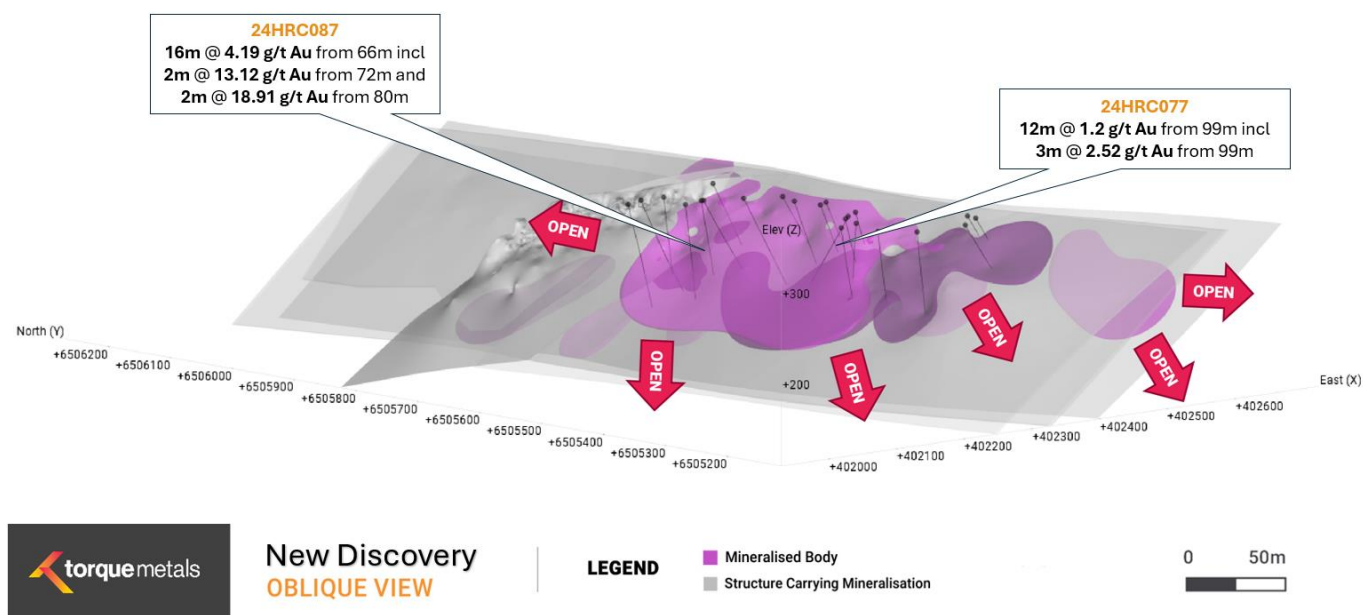 24HRC087
16m @ 4.19 g/t Au from 66m incl
2m @ 13.12 g/t Au from 72m and
2m @ 18.91 g/t Au from 80m
24HRC077
12m @ 1.2 g/t Au from 99m incl
3m @ 2.52 g/t Au from 99m
OPEN
Elev (Z)
+300
OPEN
OPEN
OPEN
OPEN
OPEN
+200
North (Y)
+6506200
+6506100
+6506000
+6505900
+6505800
+6505700
+6505600
+6505500
+6505400
+6505300
+6505200
East (X)
+402600
+402500
+402400
+402300
+402200
+402100
+402000
torquemetals
New Discovery
OBLIQUE VIEW
LEGEND
Mineralised Body
Structure Carrying Mineralisation
0 50m